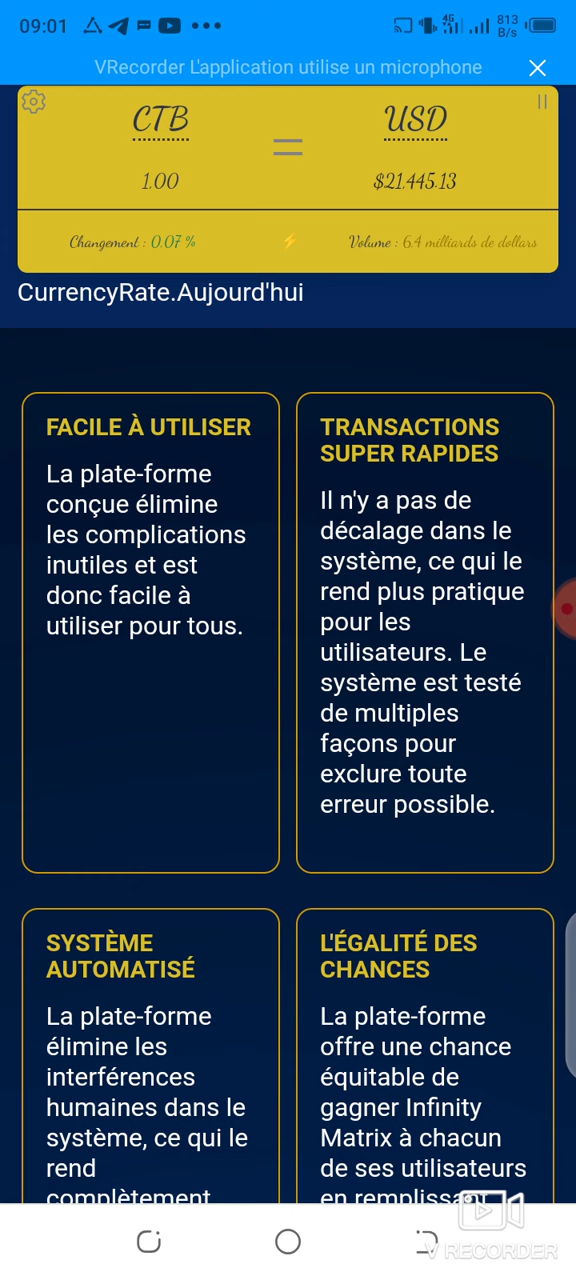 09:01
4G
813
B/s
VRecorder L'application utilise un microphone
CTB
USD
1.00
$21,445.13
Changement : 0.07 %
Volume : 6.4 milliards de dollars
CurrencyRate.Aujourd'hui
FACILE À UTILISER
La plate-forme
conçue élimine
les complications
inutiles et est
donc facile à
utiliser pour tous.
TRANSACTIONS
SUPER RAPIDES
Il n'y a pas de
décalage dans le
système, ce qui le
rend plus pratique
pour les
utilisateurs. Le
système est testé
de multiples
façons pour
exclure toute
erreur possible.
SYSTÈME
AUTOMATISÉ
La plate-forme
élimine les
interférences
humaines dans le
système, ce qui le
rend
complètement
L'ÉGALITÉ DES
CHANCES
La plate-forme
offre une chance
équitable de
gagner Infinity
Matrix à chacun
de ses utilisateurs
en remplissant
V RECORDER